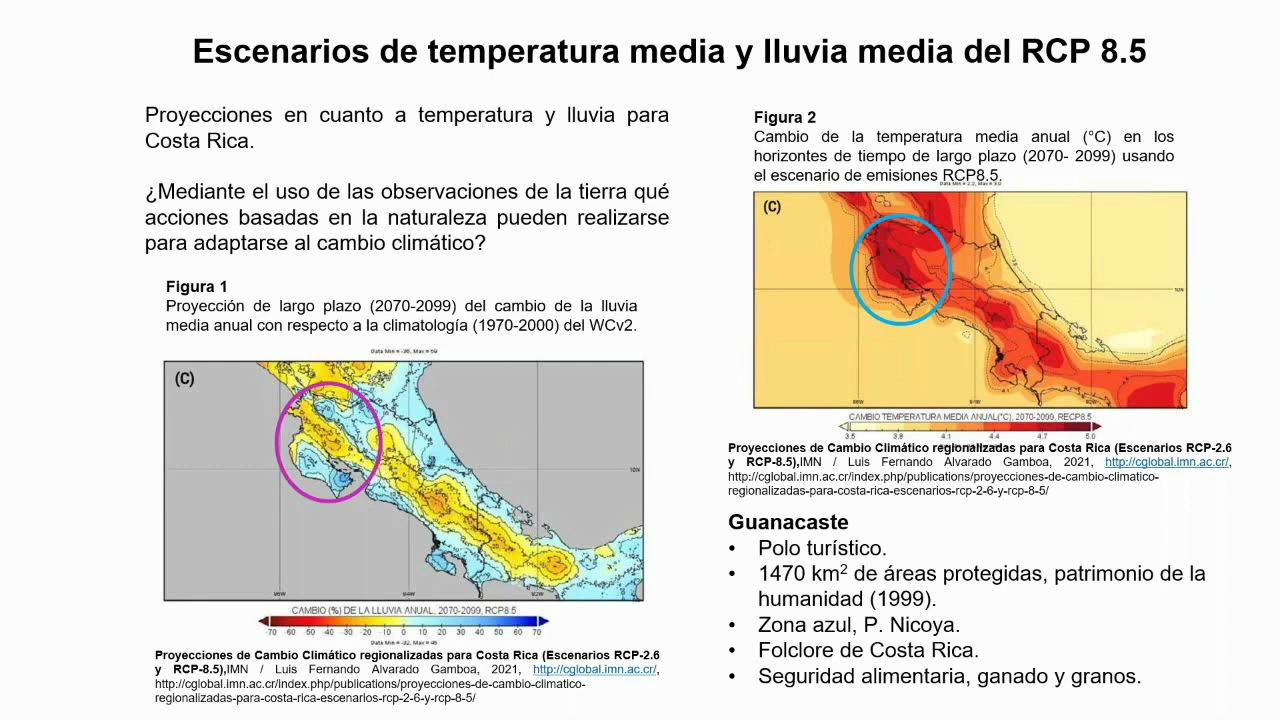 Escenarios de temperatura media y lluvia media del RCP 8.5
Proyecciones en cuanto a temperatura y lluvia para
Costa Rica.
¿Mediante el uso de las observaciones de la tierra qué
acciones basadas en la naturaleza pueden realizarse
para adaptarse al cambio climático?
Figura 1
Proyección de largo plazo (2070-2099) del cambio de la lluvia
media anual con respecto a la climatología (1970-2000) del WCv2.
(C)
10N
86W 84W 82W
CAMBIO (%) DE LA LLUVIA ANUAL, 2070-2099, RCP8.5
-70 -60 -50 -40 -30 -20 -10 0 10 20 30 40 50 60 70
Proyecciones de Cambio Climático regionalizadas para Costa Rica (Escenarios RCP-2.6
y RCP-8.5),IMN / Luis Fernando Alvarado Gamboa, 2021, http://cglobal.imn.ac.cr/,
http://cglobal.imn.ac.cr/index.php/publications/proyecciones-de-cambio-climatico-
regionalizadas-para-costa-rica-escenarios-rcp-2-6-y-rcp-8-5/
Figura 2
Cambio de la temperatura media anual (°C) en los
horizontes de tiempo de largo plazo (2070- 2099) usando
el escenario de emisiones RCP8.5.
(C)
10N
86W 84W 82W
CAMBIO TEMPERATURA MEDIA ANUAL(°C), 2070-2099, RECP8.5
3.5 3.8 4.1 4.4 4.7 5.0
Proyecciones de Cambio Climático regionalizadas para Costa Rica (Escenarios RCP-2.6
y RCP-8.5),IMN / Luis Fernando Alvarado Gamboa, 2021, http://cglobal.imn.ac.cr/,
http://cglobal.imn.ac.cr/index.php/publications/proyecciones-de-cambio-climatico-
regionalizadas-para-costa-rica-escenarios-rcp-2-6-y-rcp-8-5/
Guanacaste
• Polo turístico.
• 1470 km² de áreas protegidas, patrimonio de la
humanidad (1999).
• Zona azul, P. Nicoya.
• Folclore de Costa Rica.
• Seguridad alimentaria, ganado y granos.